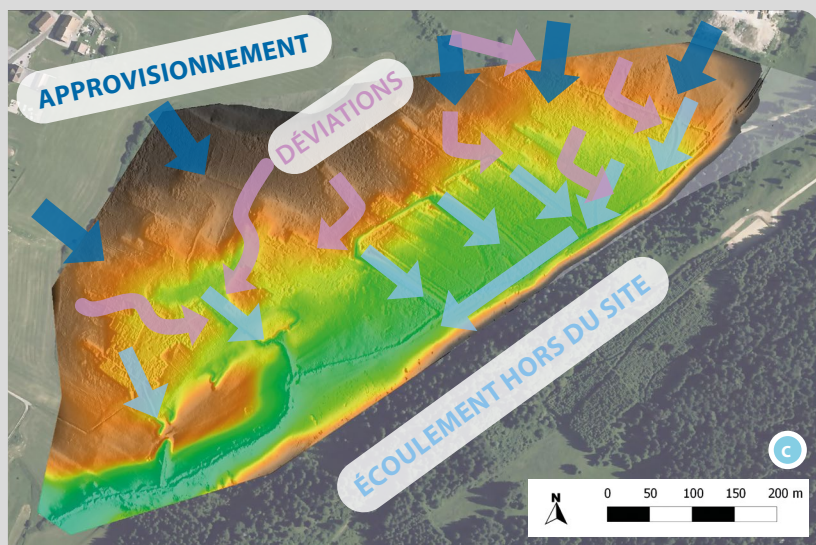 APPROVISIONNEMENT
DÉVIATIONS
ÉCOULEMENT HORS DU SITE
C
N
0 50 100 150 200 m